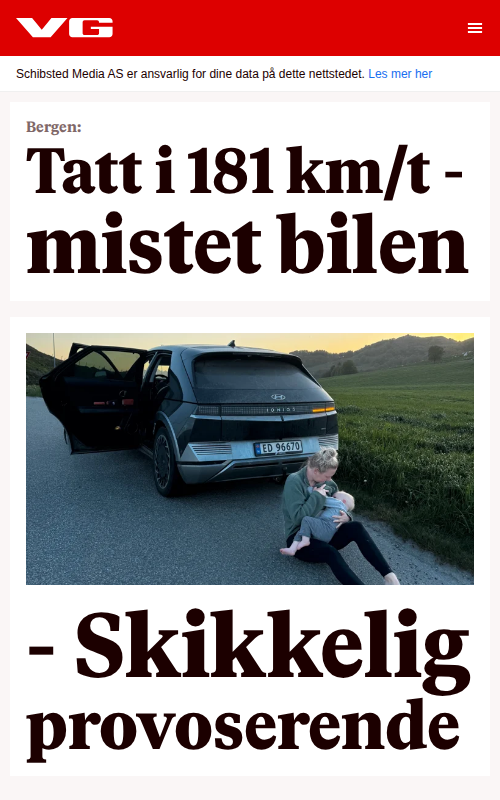 VG
Schibsted Media AS er ansvarlig for dine data på dette nettstedet. Les mer her
Bergen:
Tatt i 181 km/t -
mistet bilen
IONIQ 5
ED 96670
- Skikkelig
provoserende